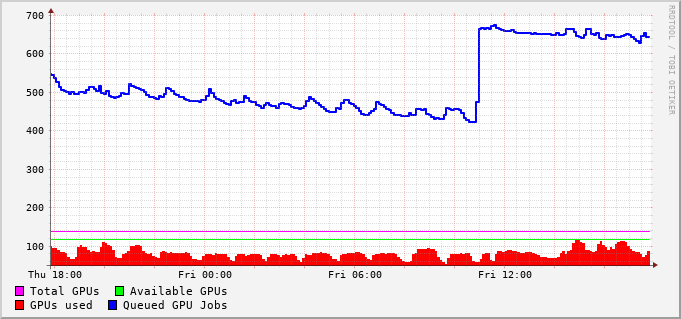 700
600
500
400
300
200
100
Thu 18:00 Fri 00:00 Fri 06:00 Fri 12:00
Total GPUs Available GPUs
GPUs used Queued GPU Jobs
RRDTOOL / TOBI OETIKER